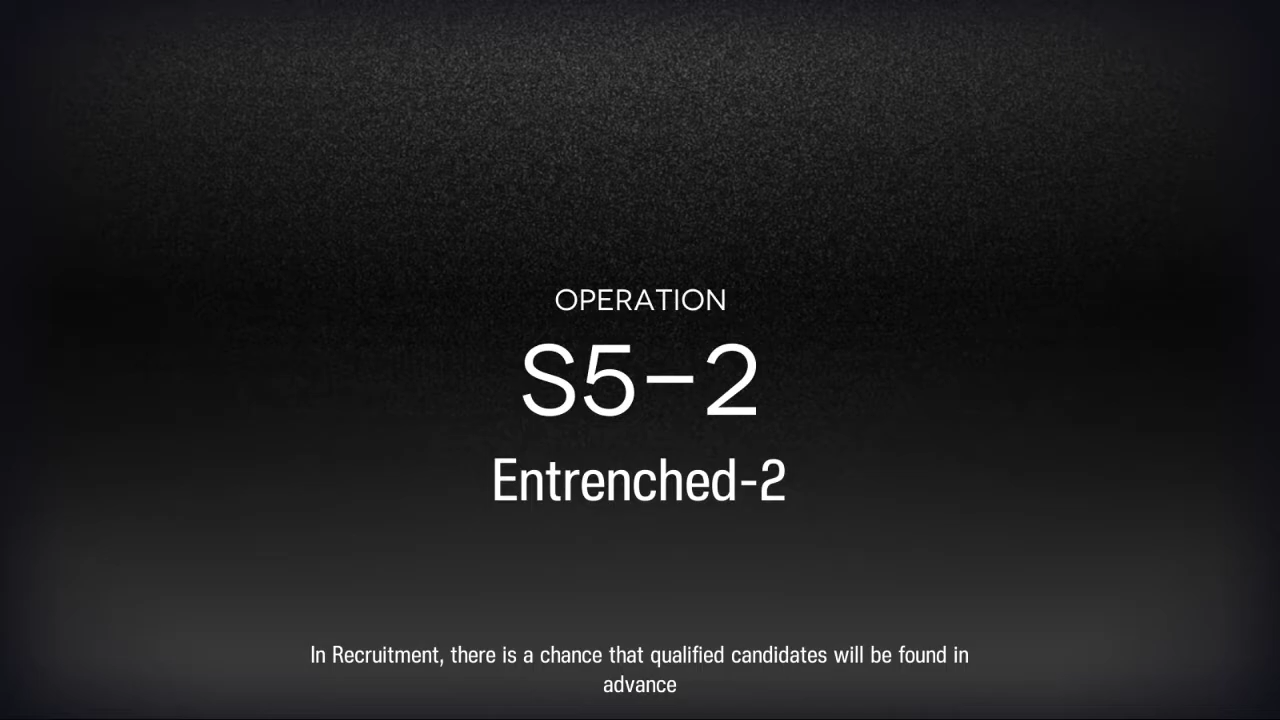 OPERATION
S5-2
Entrenched-2
In Recruitment, there is a chance that qualified candidates will be found in
advance